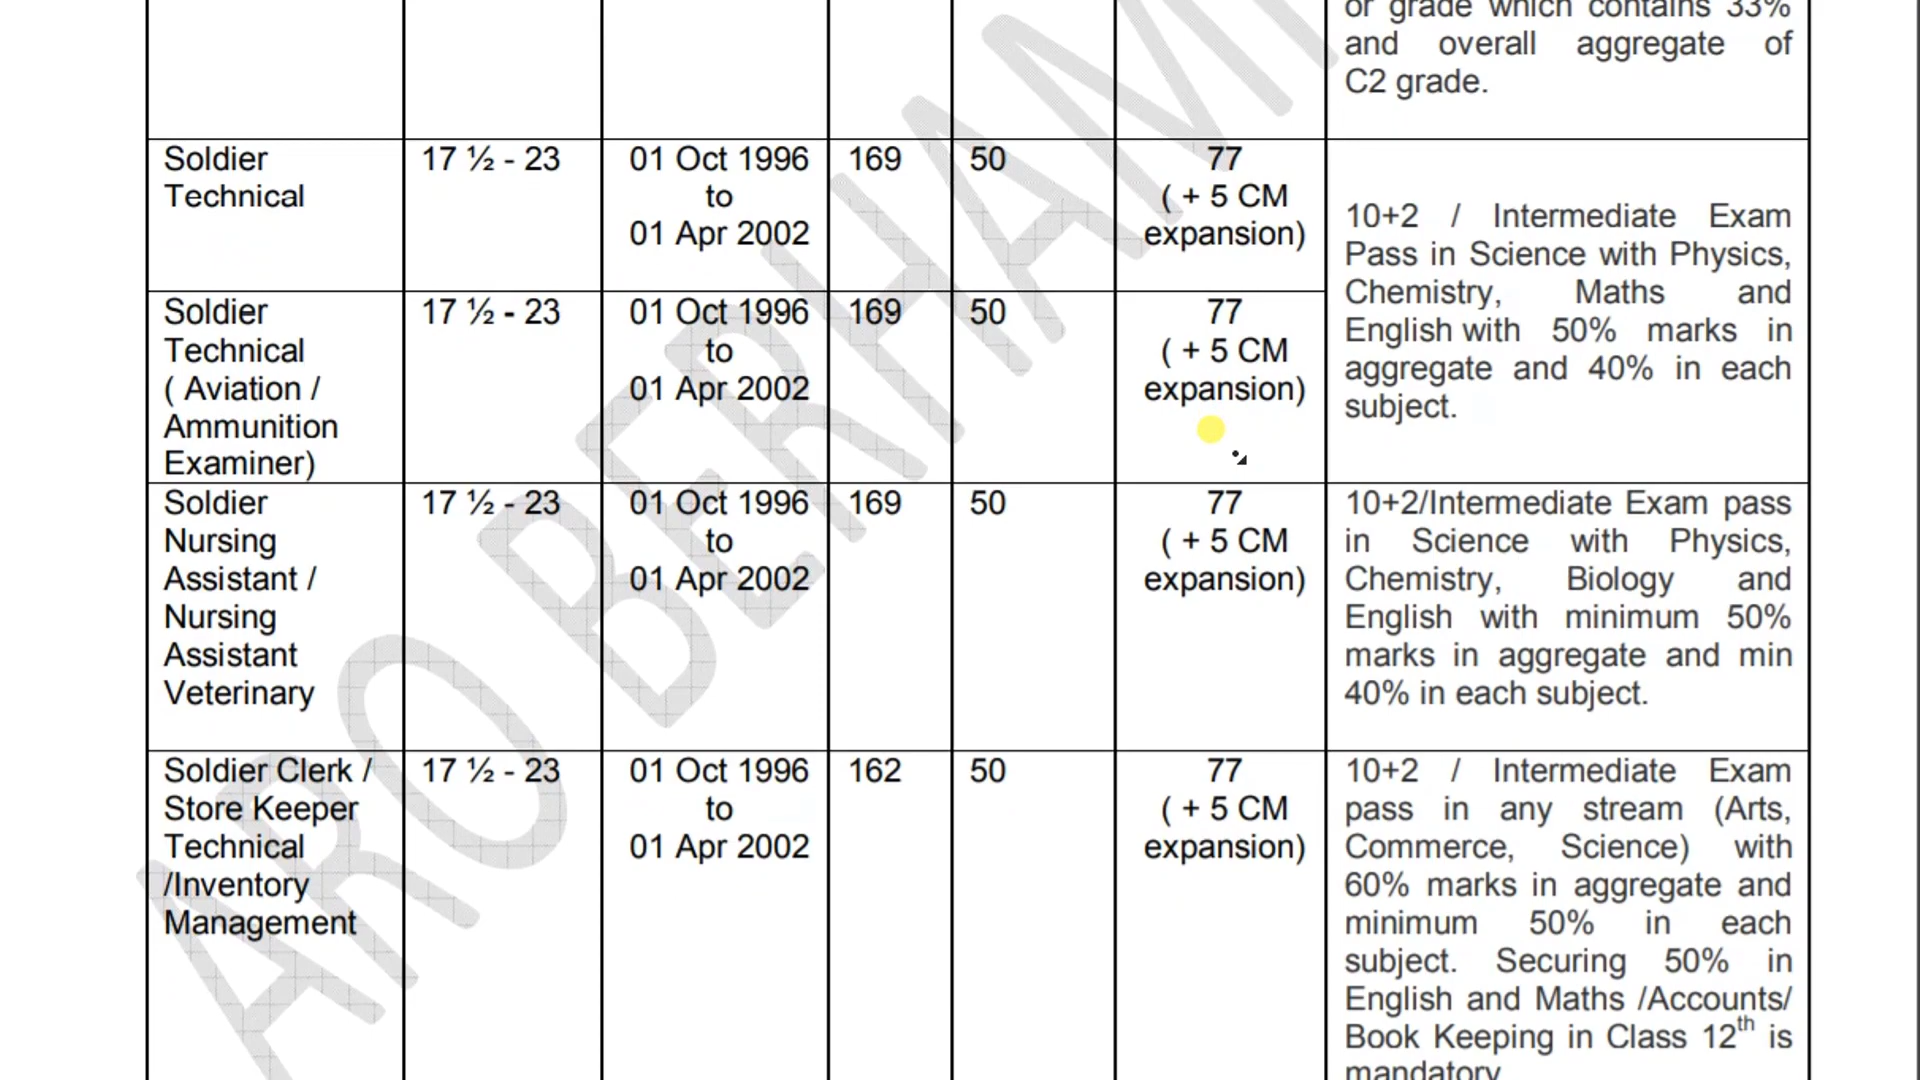 or grade which contains 33%
and overall aggregate of
C2 grade.
Soldier
Technical
17 ½ - 23
01 Oct 1996
to
01 Apr 2002
169
50
77
( + 5 CM
expansion)
10+2 / Intermediate Exam
Pass in Science with Physics,
Chemistry, Maths and
English with 50% marks in
aggregate and 40% in each
subject.
Soldier
Technical
( Aviation /
Ammunition
Examiner)
17 ½ - 23
01 Oct 1996
to
01 Apr 2002
169
50
77
( + 5 CM
expansion)
Soldier
Nursing
Assistant /
Nursing
Assistant
Veterinary
17 ½ - 23
01 Oct 1996
to
01 Apr 2002
169
50
77
( + 5 CM
expansion)
10+2/Intermediate Exam pass
in Science with Physics,
Chemistry, Biology and
English with minimum 50%
marks in aggregate and min
40% in each subject.
Soldier Clerk /
Store Keeper
Technical
/Inventory
Management
17 ½ - 23
01 Oct 1996
to
01 Apr 2002
162
50
77
( + 5 CM
expansion)
10+2 / Intermediate Exam
pass in any stream (Arts,
Commerce, Science) with
60% marks in aggregate and
minimum 50% in each
subject. Securing 50% in
English and Maths /Accounts/
Book Keeping in Class 12th is
mandatory
ARO BERHAM